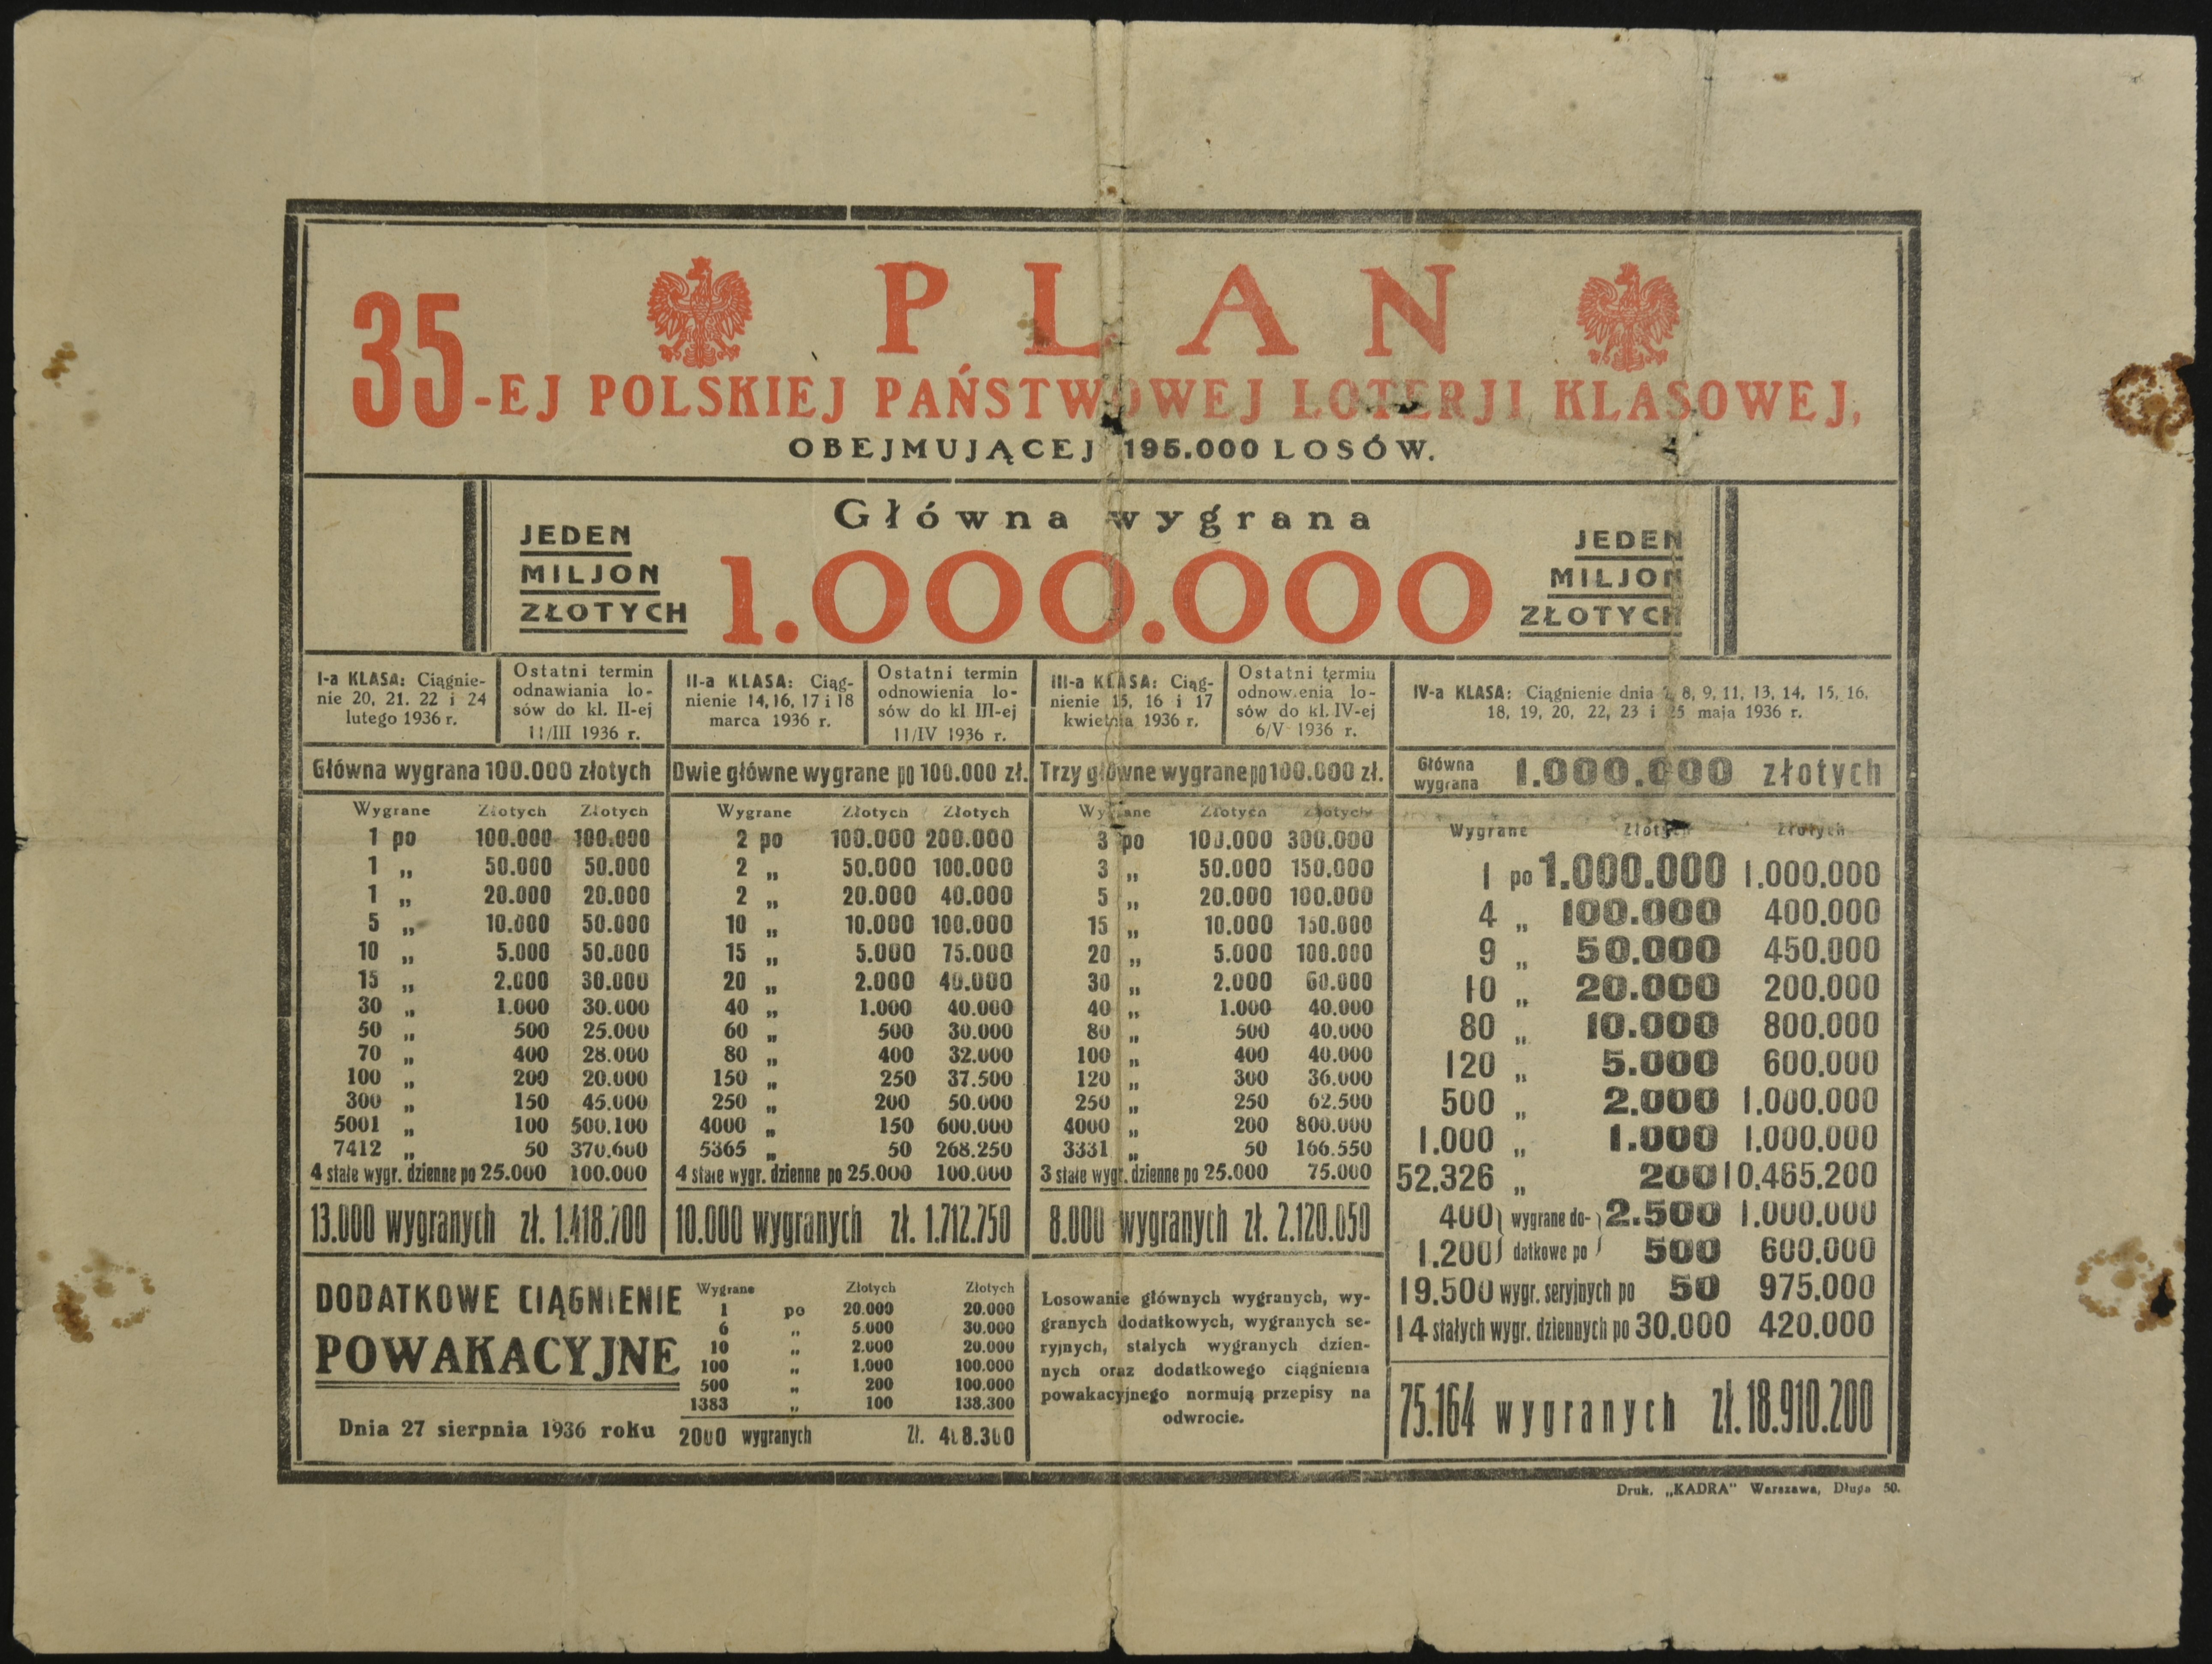 PLAN
35-EJ POLSKIEJ PAŃSTWOWEJ LOTERJI KLASOWEJ,
OBEJMUJĄCEJ 195.000 LOSÓW.
JEDEN
MILJON
ZŁOTYCH
Główna wygrana
1.000.000
JEDEN
MILJON
ZŁOTYCH
I-a KLASA: Ciągnie-
nie 20, 21. 22 i 24
lutego 1936 r.
Ostatni termin
odnawiania lo-
sów do kl. II-ej
11/III 1936 r.
Główna wygrana 100.000 złotych
Wygrane Złotych Złotych
1 po 100.000 100.000
1 „ 50.000 50.000
1 „ 20.000 20.000
5 „ 10.000 50.000
10 „ 5.000 50.000
15 „ 2.000 30.000
30 „ 1.000 30.000
50 „ 500 25.000
70 „ 400 28.000
100 „ 200 20.000
300 „ 150 45.000
5001 „ 100 500.100
7412 „ 50 370.600
4 stałe wygr. dzienne po 25.000 100.000
13.000 wygranych zł. 1.418.700
II-a KLASA: Ciąg-
nienie 14, 16, 17 i 18
marca 1936 r.
Ostatni termin
odnowienia lo-
sów do kl III-ej
11/IV 1936 r.
Dwie główne wygrane po 100.000 zł.
Wygrane Złotych Złotych
2 po 100.000 200.000
2 „ 50.000 100.000
2 „ 20.000 40.000
10 „ 10.000 100.000
15 „ 5.000 75.000
20 „ 2.000 40.000
40 „ 1.000 40.000
60 „ 500 30.000
80 „ 400 32.000
150 „ 250 37.500
250 „ 200 50.000
4000 „ 150 600.000
5365 „ 50 268.250
4 stałe wygr. dzienne po 25.000 100.000
10.000 wygranych zł. 1.712.750
III-a KLASA: Ciąg-
nienie 15, 16 i 17
kwietnia 1936 r.
Ostatni termin
odnowienia lo-
sów do kl. IV-ej
6/V 1936 r.
Trzy główne wygrane po 100.000 zł.
Wygrane Złotych Złotych
3 po 100.000 300.000
3 „ 50.000 150.000
5 „ 20.000 100.000
15 „ 10.000 150.000
20 „ 5.000 100.000
30 „ 2.000 60.000
40 „ 1.000 40.000
80 „ 500 40.000
100 „ 400 40.000
120 „ 300 36.000
250 „ 250 62.500
4000 „ 200 800.000
3331 „ 50 166.550
3 stałe wygr. dzienne po 25.000 75.000
8.000 wygranych zł. 2.120.050
IV-a KLASA: Ciągnienie dnia 8, 9, 11, 13, 14, 15, 16,
18, 19, 20, 22, 23 i 25 maja 1936 r.
Główna
wygrana 1.000.000 złotych
Wygrane Złotych Złotych
1 po 1.000.000 1.000.000
4 „ 100.000 400.000
9 „ 50.000 450.000
10 „ 20.000 200.000
80 „ 10.000 800.000
120 „ 5.000 600.000
500 „ 2.000 1.000.000
1.000 „ 1.000 1.000.000
52.326 „ 200 10.465.200
400 } wygrane do- } 2.500 1.000.000
1.200 } datkowe po } 500 600.000
19.500 wygr. seryjnych po 50 975.000
14 stałych wygr. dziennych po 30.000 420.000
75.164 wygranych zł. 18.910.200
DODATKOWE CIĄGNIENIE
POWAKACYJNE
Dnia 27 sierpnia 1936 roku
Wygrane Złotych Złotych
1 po 20.000 20.000
6 „ 5.000 30.000
10 „ 2.000 20.000
100 „ 1.000 100.000
500 „ 200 100.000
1383 „ 100 138.300
2000 wygranych Zł. 408.300
Losowanie głównych wygranych, wy-
granych dodatkowych, wygranych se-
ryjnych, stałych wygranych dzien-
nych oraz dodatkowego ciągnienia
powakacyjnego normują przepisy na
odwrocie.
Druk. „KADRA" Warszawa, Długa 50.